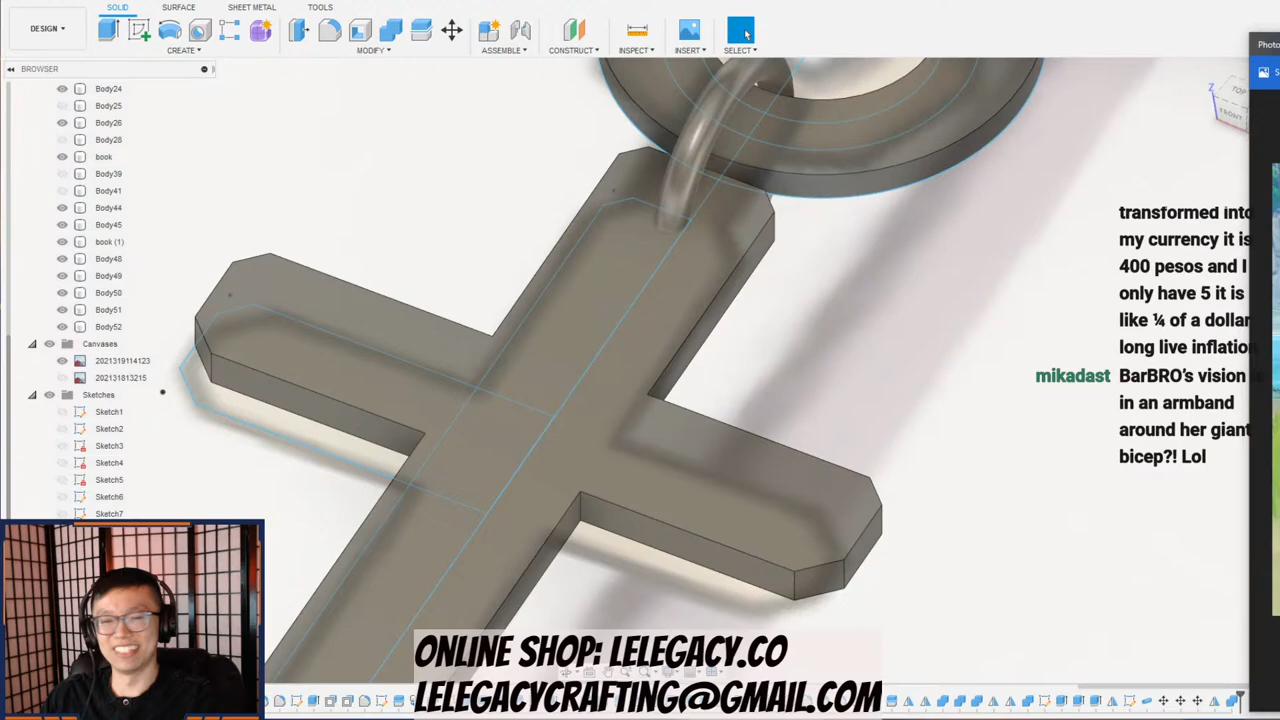 SOLID SURFACE SHEET METAL TOOLS
DESIGN ▾
CREATE ▾ MODIFY ▾ ASSEMBLE ▾ CONSTRUCT ▾ INSPECT ▾ INSERT ▾ SELECT ▾
BROWSER
Photo
Body24
Body25
Body26
Body28
book
Body39
Body41
Body44
Body45
book (1)
Body48
Body49
Body50
Body51
Body52
Canvases
2021319114123
202131813215
Sketches
Sketch1
Sketch2
Sketch3
Sketch4
Sketch5
Sketch6
Sketch7
Z
TOP
FRONT
transformed into
my currency it is
400 pesos and I
only have 5 it is
like ¼ of a dollar
long live inflation
mikadast BarBRO's vision
in an armband
around her giant
bicep?! Lol
ONLINE SHOP: LELEGACY.CO
LELEGACYCRAFTING@GMAIL.COM